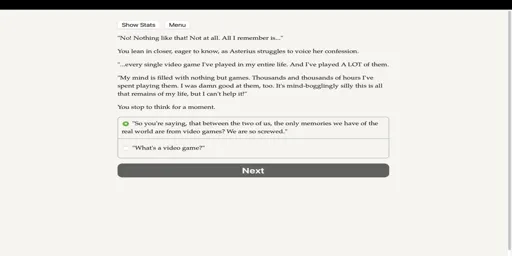 Show Stats Menu
"No! Nothing like that! Not at all. All I remember is..."
You lean in closer, eager to know, as Asterius struggles to voice her confession.
"...every single video game I've played in my entire life. And I've played A LOT of them.
"My mind is filled with nothing but games. Thousands and thousands of hours I've
spent playing them. I was damn good at them, too. It's mind-bogglingly silly this is all
that remains of my life, but I can't help it!"
You stop to think for a moment.
"So you're saying, that between the two of us, the only memories we have of the
real world are from video games? We are so screwed."
"What's a video game?"
Next